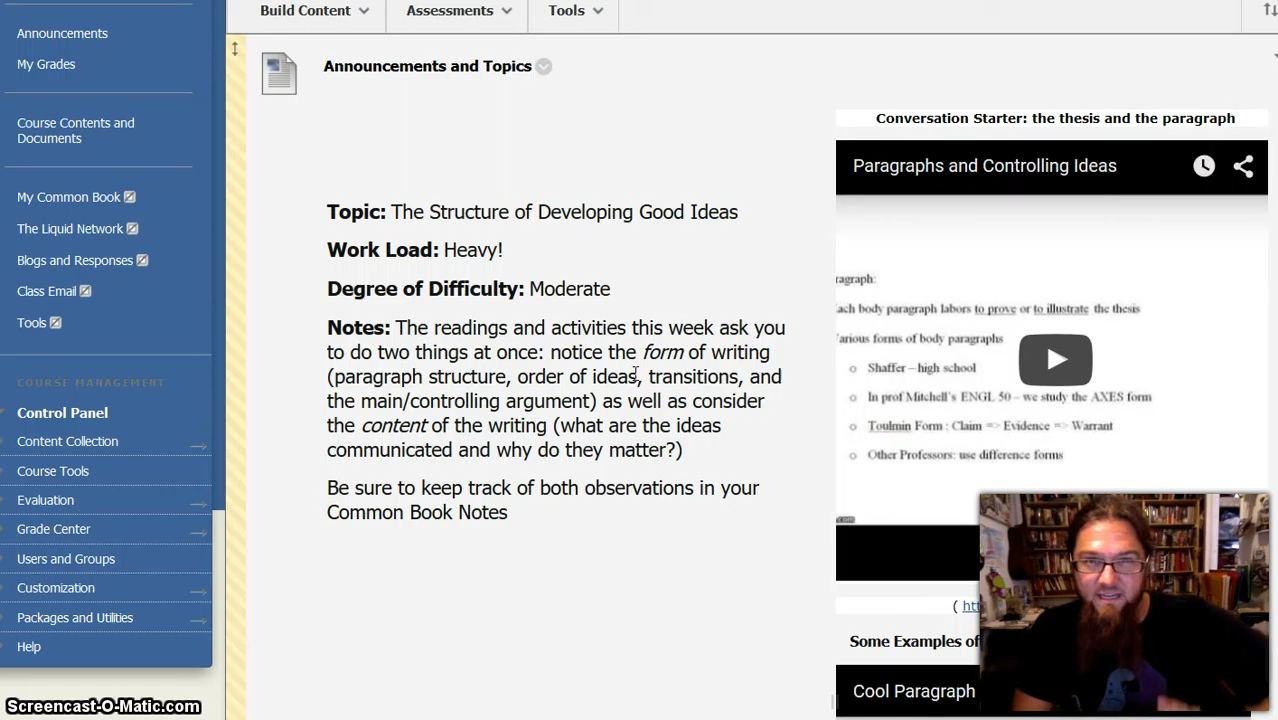 Build Content
Assessments
Tools
Announcements
My Grades
Course Contents and
Documents
My Common Book
The Liquid Network
Blogs and Responses
Class Email
Tools
COURSE MANAGEMENT
Control Panel
Content Collection
Course Tools
Evaluation
Grade Center
Users and Groups
Customization
Packages and Utilities
Help
Announcements and Topics
Topic: The Structure of Developing Good Ideas
Work Load: Heavy!
Degree of Difficulty: Moderate
Notes: The readings and activities this week ask you
to do two things at once: notice the form of writing
(paragraph structure, order of ideas, transitions, and
the main/controlling argument) as well as consider
the content of the writing (what are the ideas
communicated and why do they matter?)
Be sure to keep track of both observations in your
Common Book Notes
Conversation Starter: the thesis and the paragraph
Paragraphs and Controlling Ideas
ragraph:
ach body paragraph labors to prove or to illustrate the thesis
arious forms of body paragraphs
Shaffer – high school
In prof Mitchell's ENGL 50 – we study the AXES form
Toulmin Form : Claim => Evidence => Warrant
Other Professors: use difference forms
( htt
Some Examples of
Cool Paragraph
Screencast-O-Matic.com